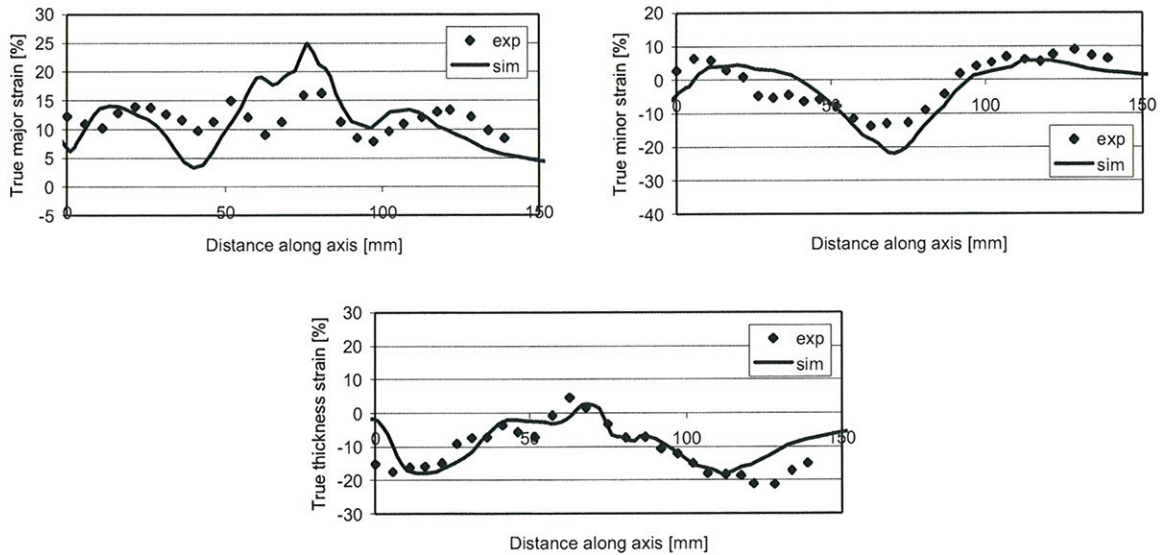 True major strain [%]
30
25
20
15
10
5
0
-5
0
50
100
150
exp
sim
Distance along axis [mm]
True minor strain [%]
20
10
0
-10
-20
-30
-40
0
50
100
150
exp
sim
Distance along axis [mm]
True thickness strain [%]
30
20
10
0
-10
-20
-30
0
50
100
150
exp
sim
Distance along axis [mm]